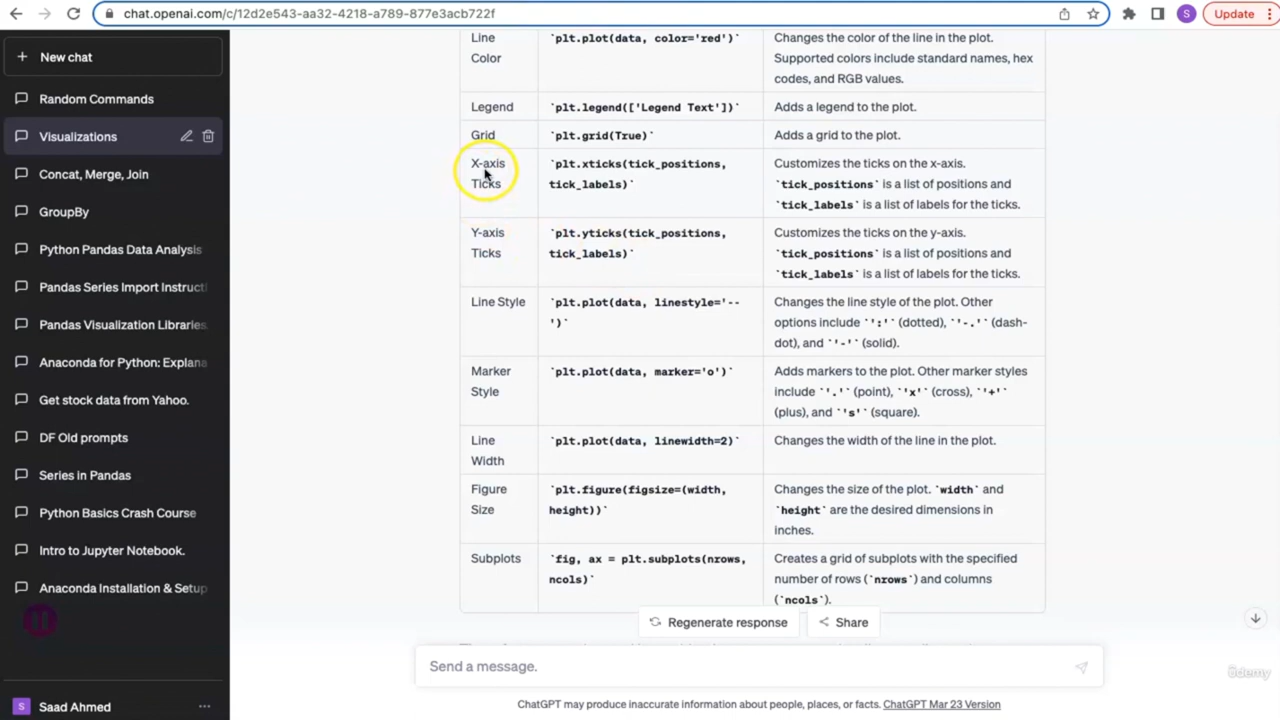 chat.openai.com/c/12d2e543-aa32-4218-a789-877e3acb722f
S
Update
New chat
Random Commands
Visualizations
Concat, Merge, Join
GroupBy
Python Pandas Data Analysis
Pandas Series Import Instructi
Pandas Visualization Libraries.
Anaconda for Python: Explana
Get stock data from Yahoo.
DF Old prompts
Series in Pandas
Python Basics Crash Course
Intro to Jupyter Notebook.
Anaconda Installation & Setup
S
Saad Ahmed
Line
Color
`plt.plot(data, color='red')`
Changes the color of the line in the plot.
Supported colors include standard names, hex
codes, and RGB values.
Legend
`plt.legend(['Legend Text'])`
Adds a legend to the plot.
Grid
`plt.grid(True)`
Adds a grid to the plot.
X-axis
Ticks
`plt.xticks(tick_positions,
tick_labels)`
Customizes the ticks on the x-axis.
`tick_positions` is a list of positions and
`tick_labels` is a list of labels for the ticks.
Y-axis
Ticks
`plt.yticks(tick_positions,
tick_labels)`
Customizes the ticks on the y-axis.
`tick_positions` is a list of positions and
`tick_labels` is a list of labels for the ticks.
Line Style
`plt.plot(data, linestyle='--
')`
Changes the line style of the plot. Other
options include `':'` (dotted), `'-.'` (dash-
dot), and `'-'` (solid).
Marker
Style
`plt.plot(data, marker='o')`
Adds markers to the plot. Other marker styles
include `'.'` (point), `'x'` (cross), `'+'`
(plus), and `'s'` (square).
Line
Width
`plt.plot(data, linewidth=2)`
Changes the width of the line in the plot.
Figure
Size
`plt.figure(figsize=(width,
height))`
Changes the size of the plot. `width` and
`height` are the desired dimensions in
inches.
Subplots
`fig, ax = plt.subplots(nrows,
ncols)`
Creates a grid of subplots with the specified
number of rows (`nrows`) and columns
(`ncols`).
Regenerate response
Share
Send a message.
ChatGPT may produce inaccurate information about people, places, or facts. ChatGPT Mar 23 Version
ûdemy